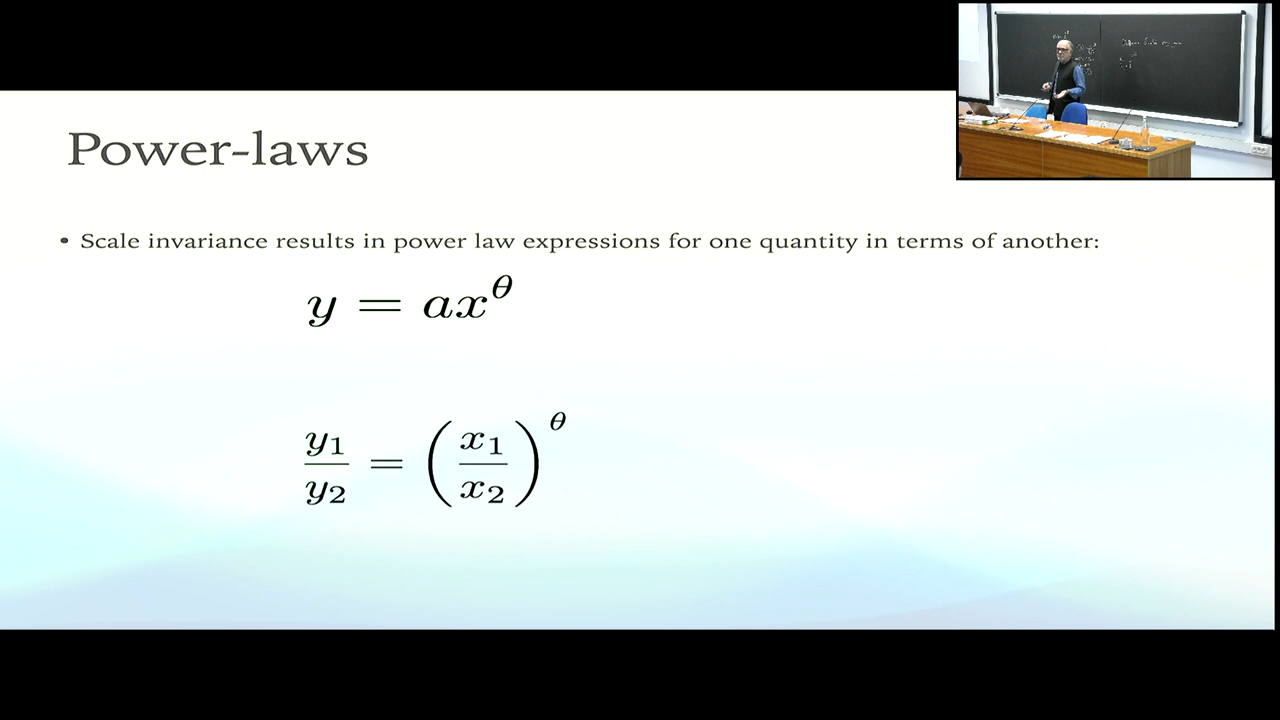 Power-laws
• Scale invariance results in power law expressions for one quantity in terms of another:
y = ax^θ
y₁/y₂ = (x₁/x₂)^θ